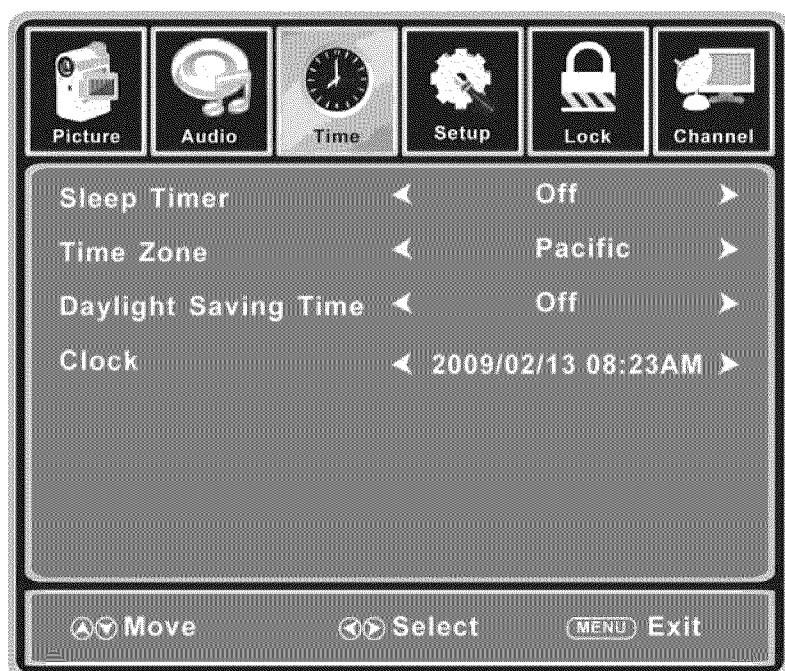 Picture Audio Time Setup Lock Channel
Sleep Timer Off
Time Zone Pacific
Daylight Saving Time Off
Clock 2009/02/13 08:23AM
Move Select MENU Exit